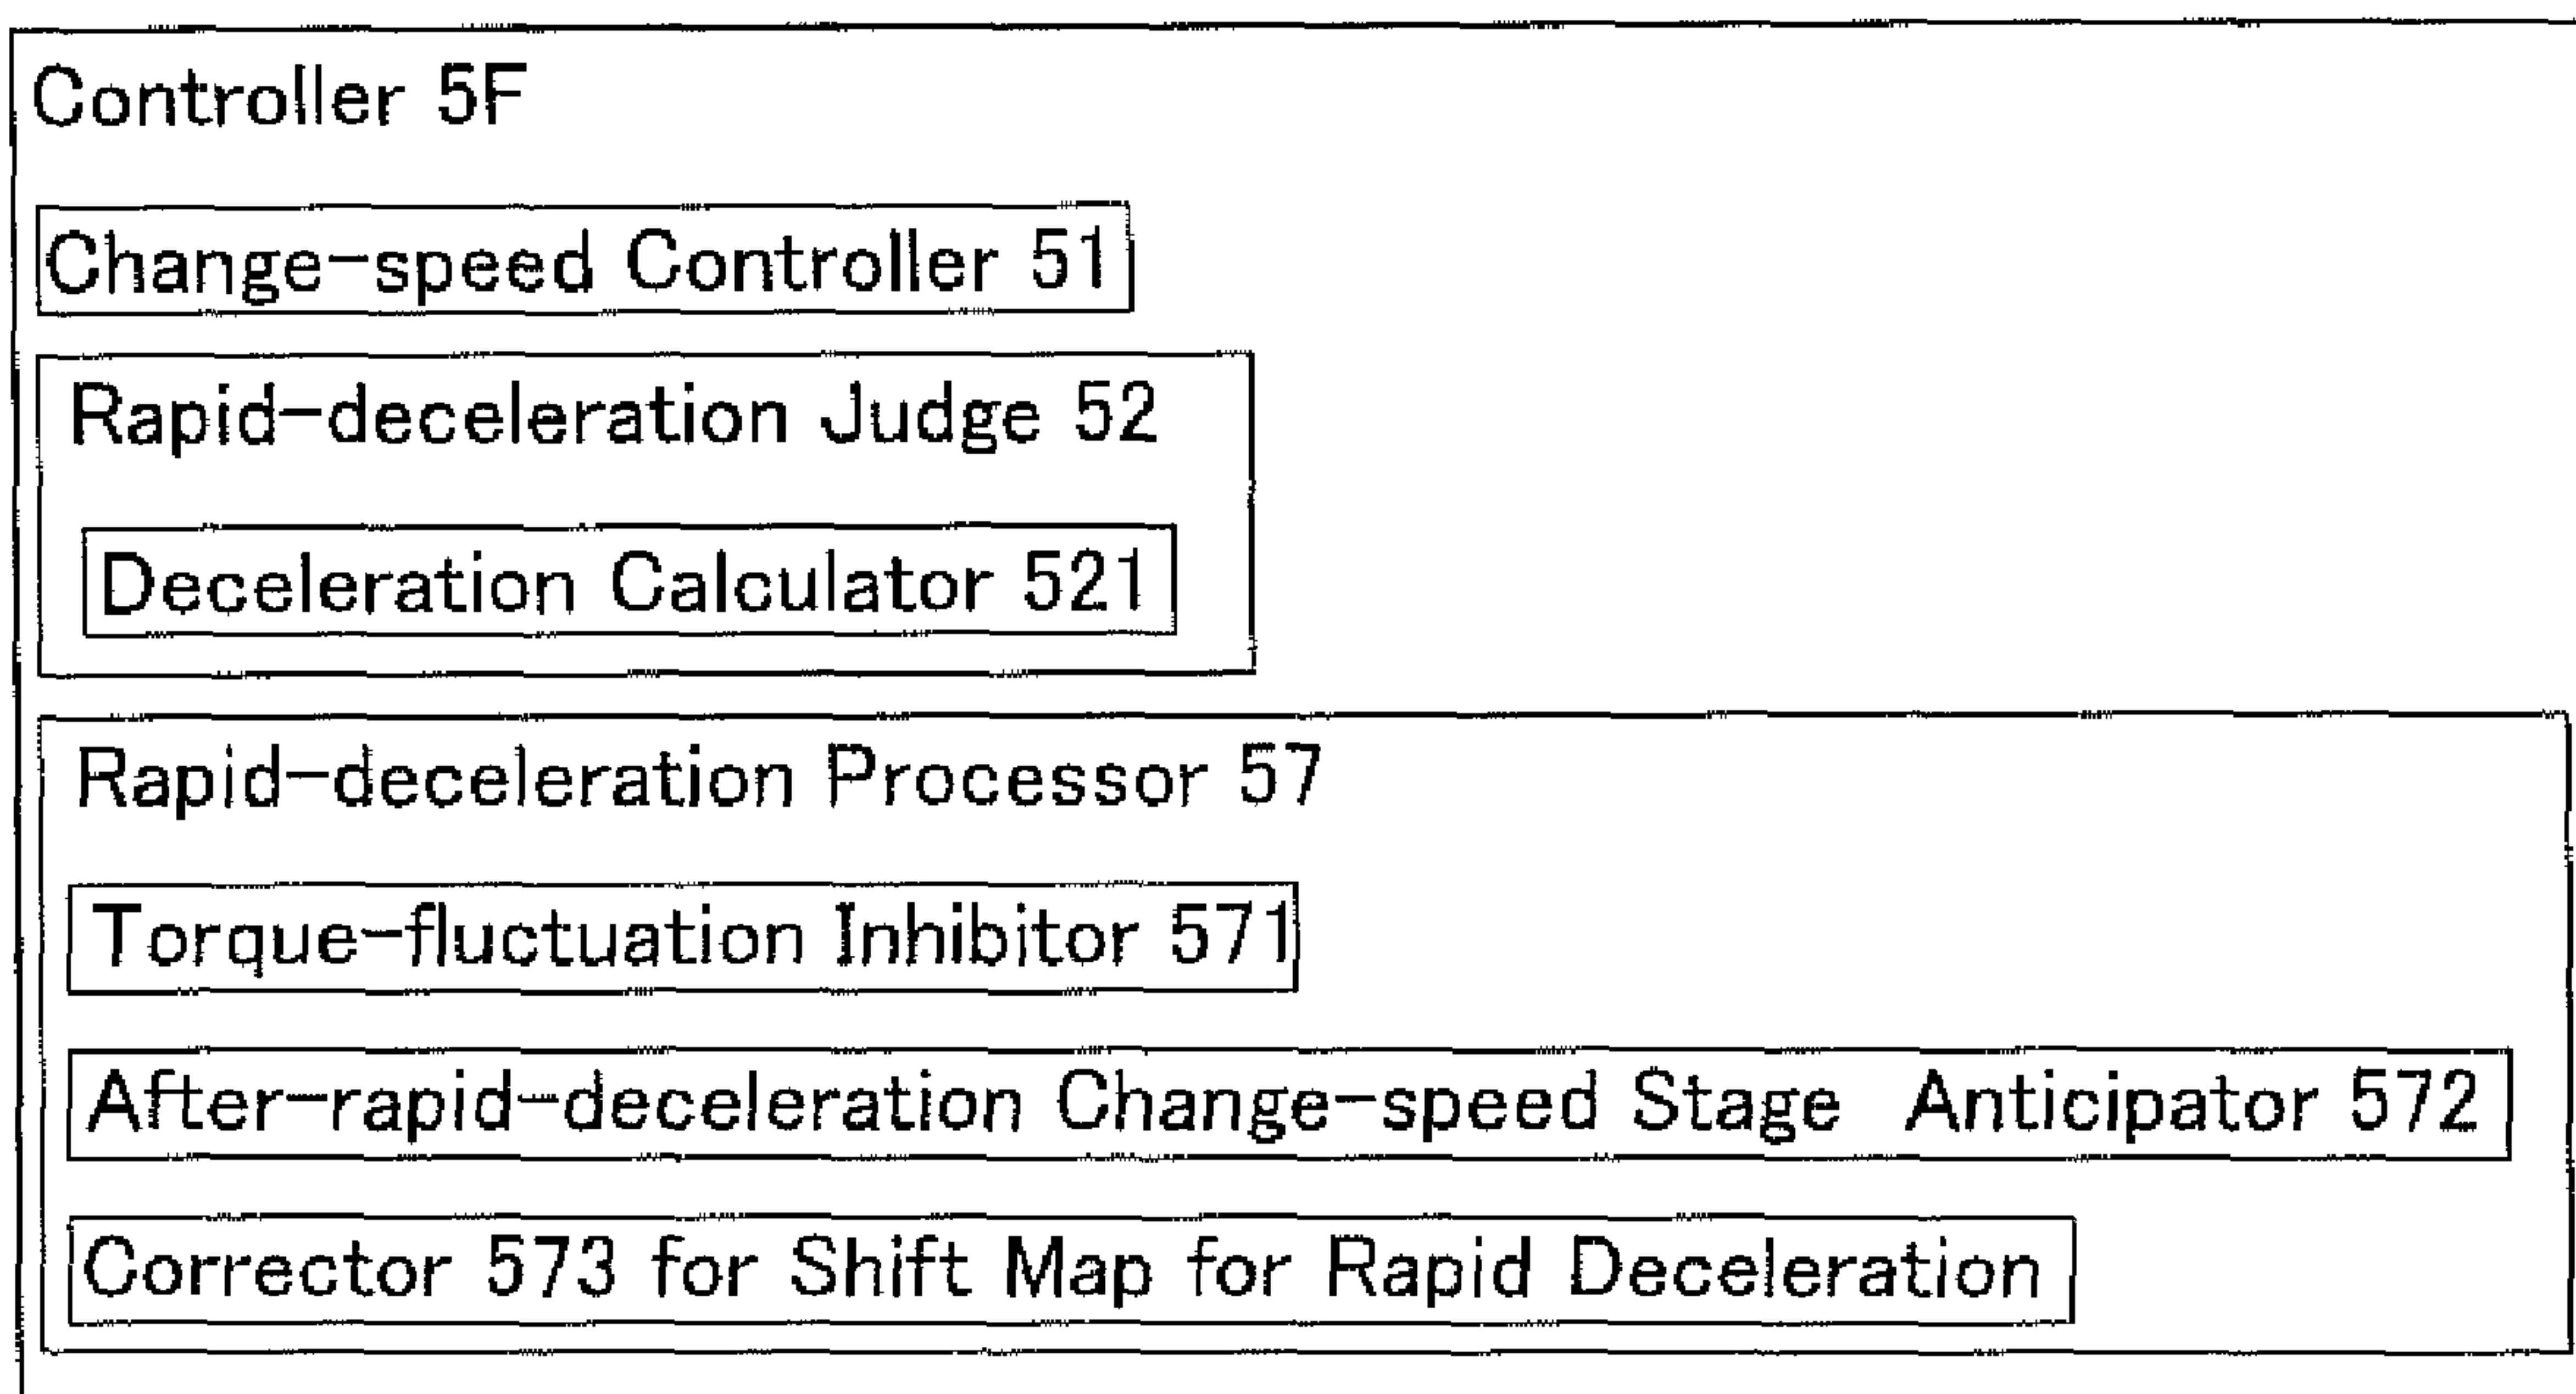 Controller 5F
Change-speed Controller 51
Rapid-deceleration Judge 52
Deceleration Calculator 521
Rapid-deceleration Processor 57
Torque-fluctuation Inhibitor 571
After-rapid-deceleration Change-speed Stage Anticipator 572
Corrector 573 for Shift Map for Rapid Deceleration